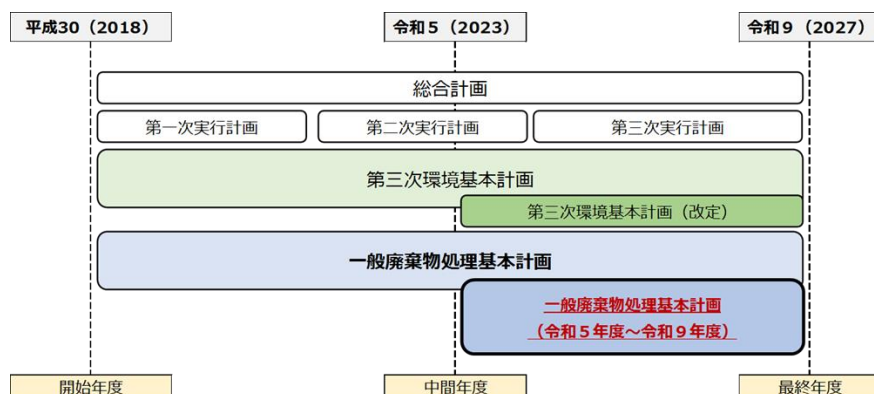 平成30(2018)
令和5(2023)
令和9(2027)
総合計画
第一次実行計画
第二次実行計画
第三次実行計画
第三次環境基本計画
第三次環境基本計画(改定)
一般廃棄物処理基本計画
一般廃棄物処理基本計画
(令和5年度~令和9年度)
開始年度
中間年度
最終年度